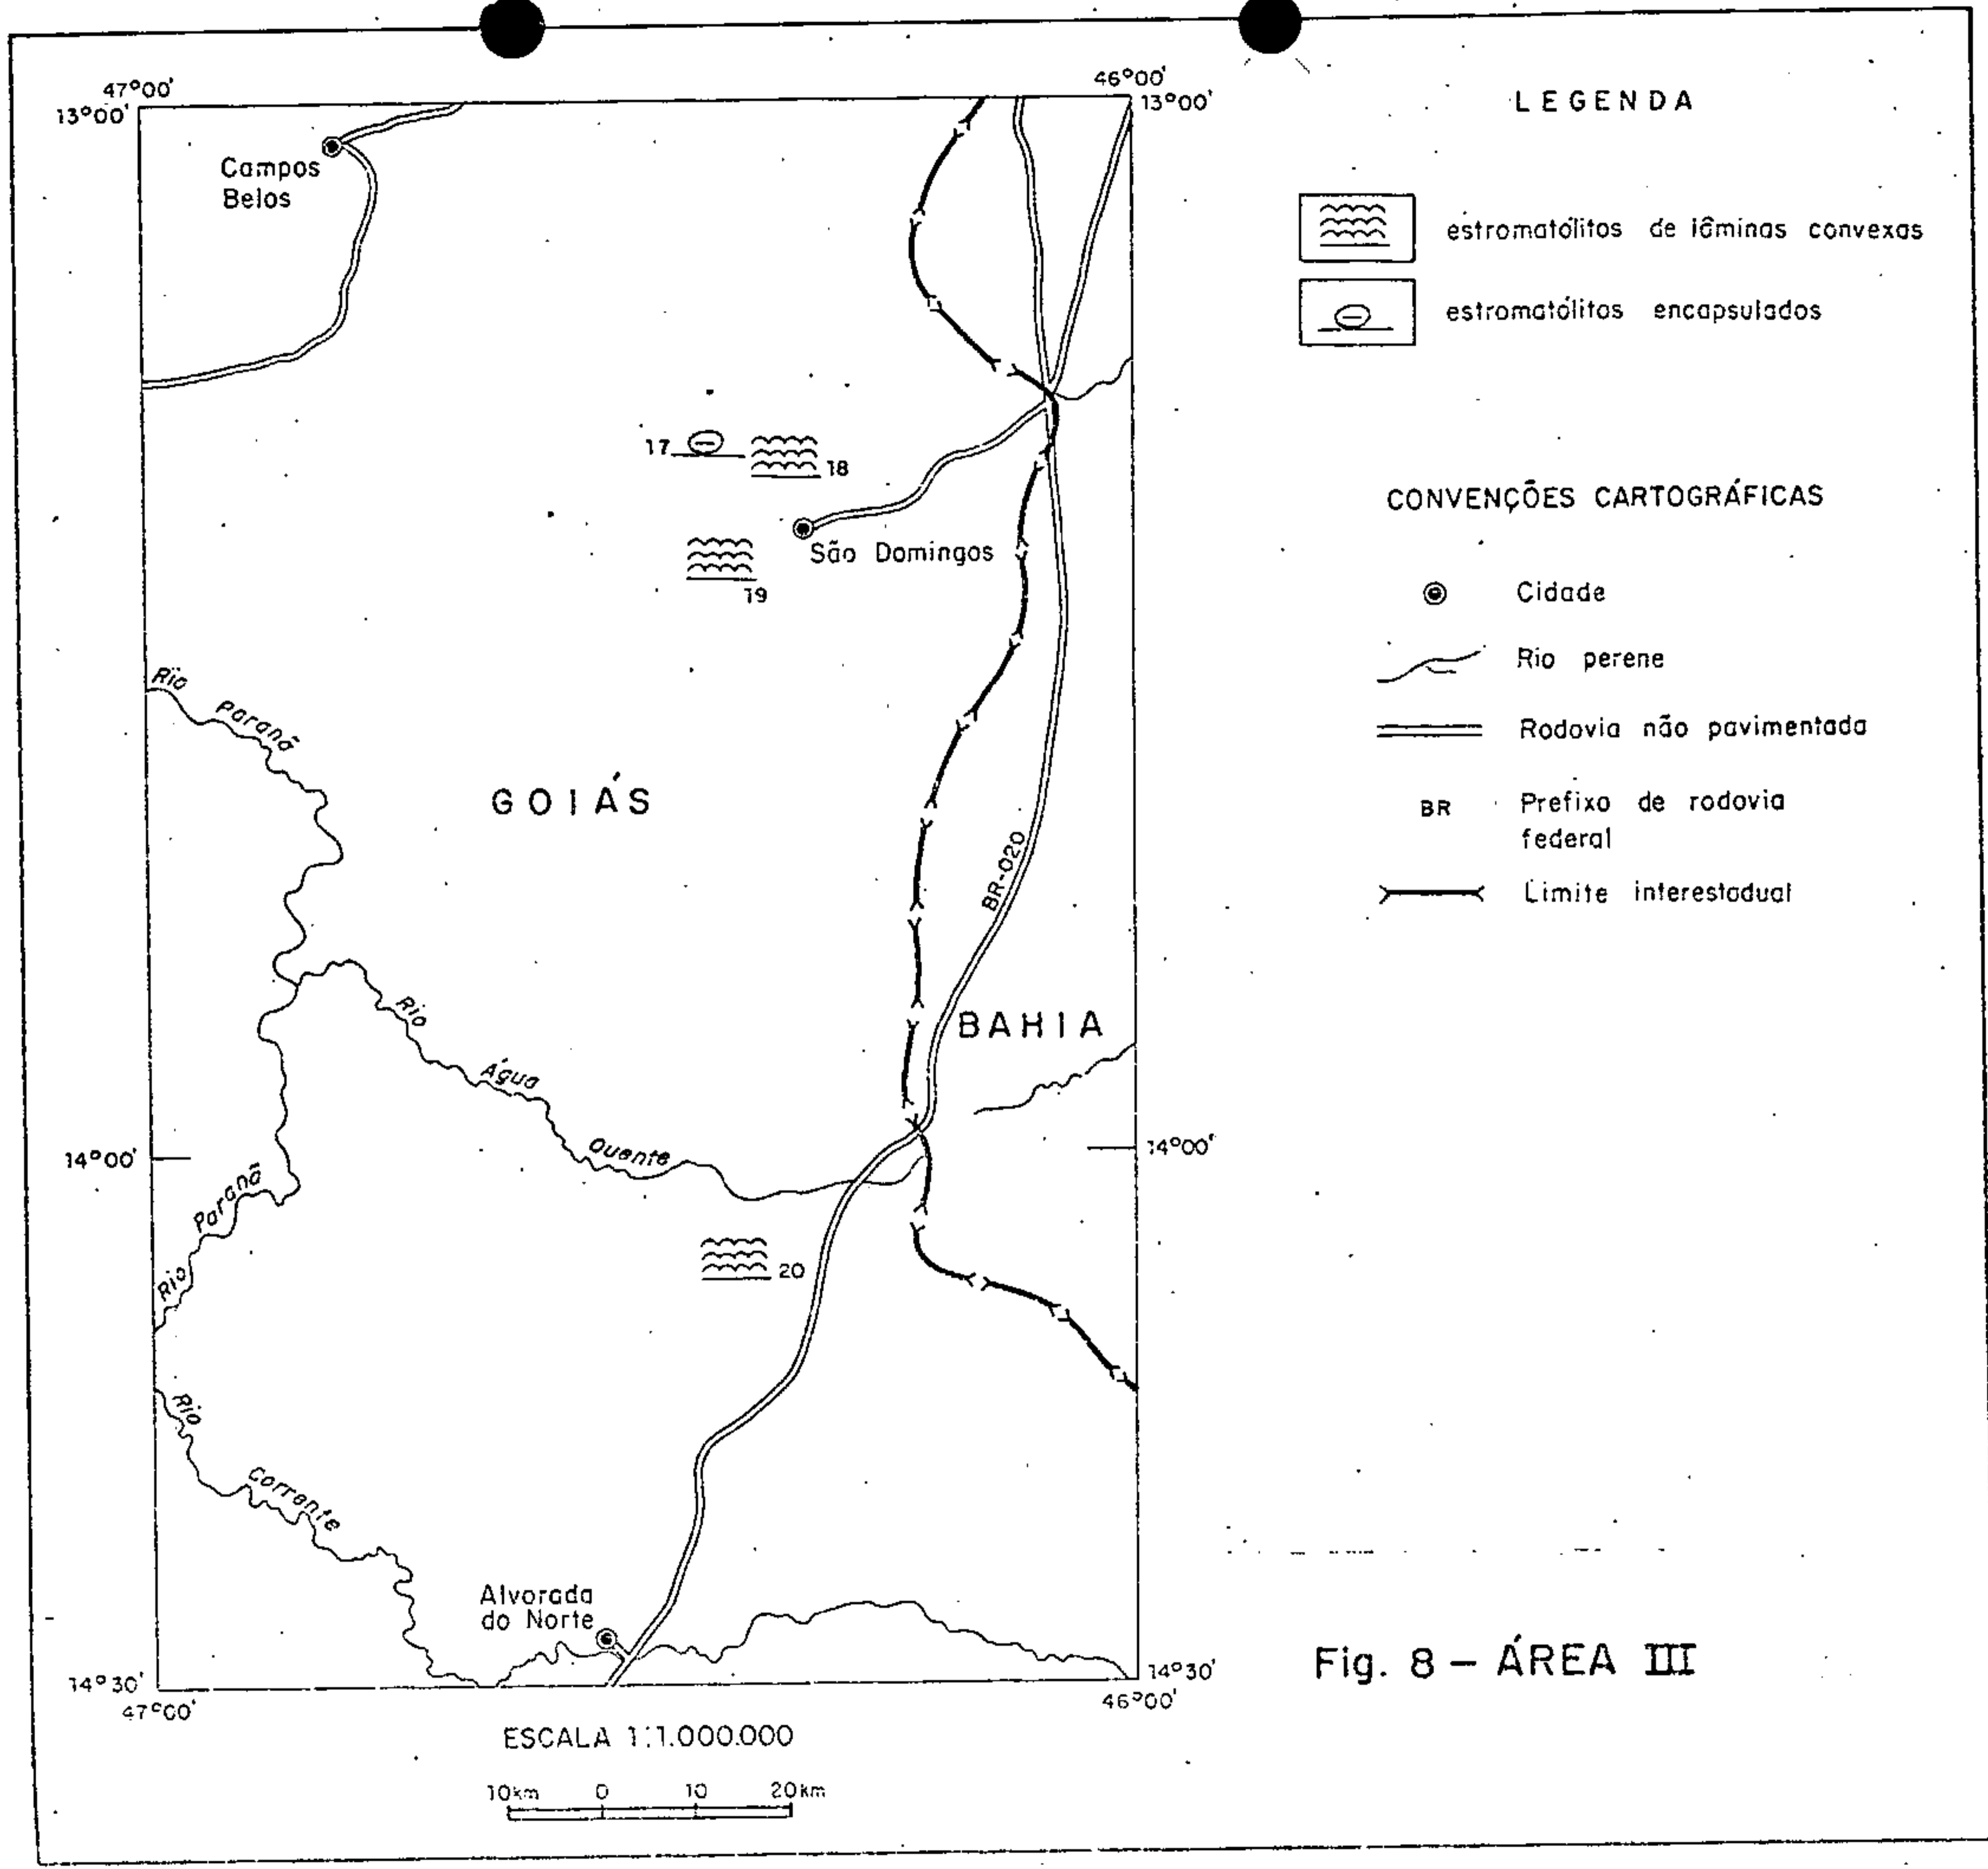 47°00'
46°00'
13°00'
13°00'
Campos
Belos
17
18
São Domingos
19
Rio Paranã
GOIÁS
BR-020
BAHIA
Rio Água Quente
14°00'
14°00'
Rio Paranã
20
Rio Corrente
Alvorada
do Norte
14°30'
14°30'
47°00'
46°00'
ESCALA 1:1.000.000
10km 0 10 20km
LEGENDA
estromatólitos de lâminas convexas
estromatólitos encapsulados
CONVENÇÕES CARTOGRÁFICAS
Cidade
Rio perene
Rodovia não pavimentada
BR Prefixo de rodovia
federal
Limite interestadual
Fig. 8 – ÁREA III